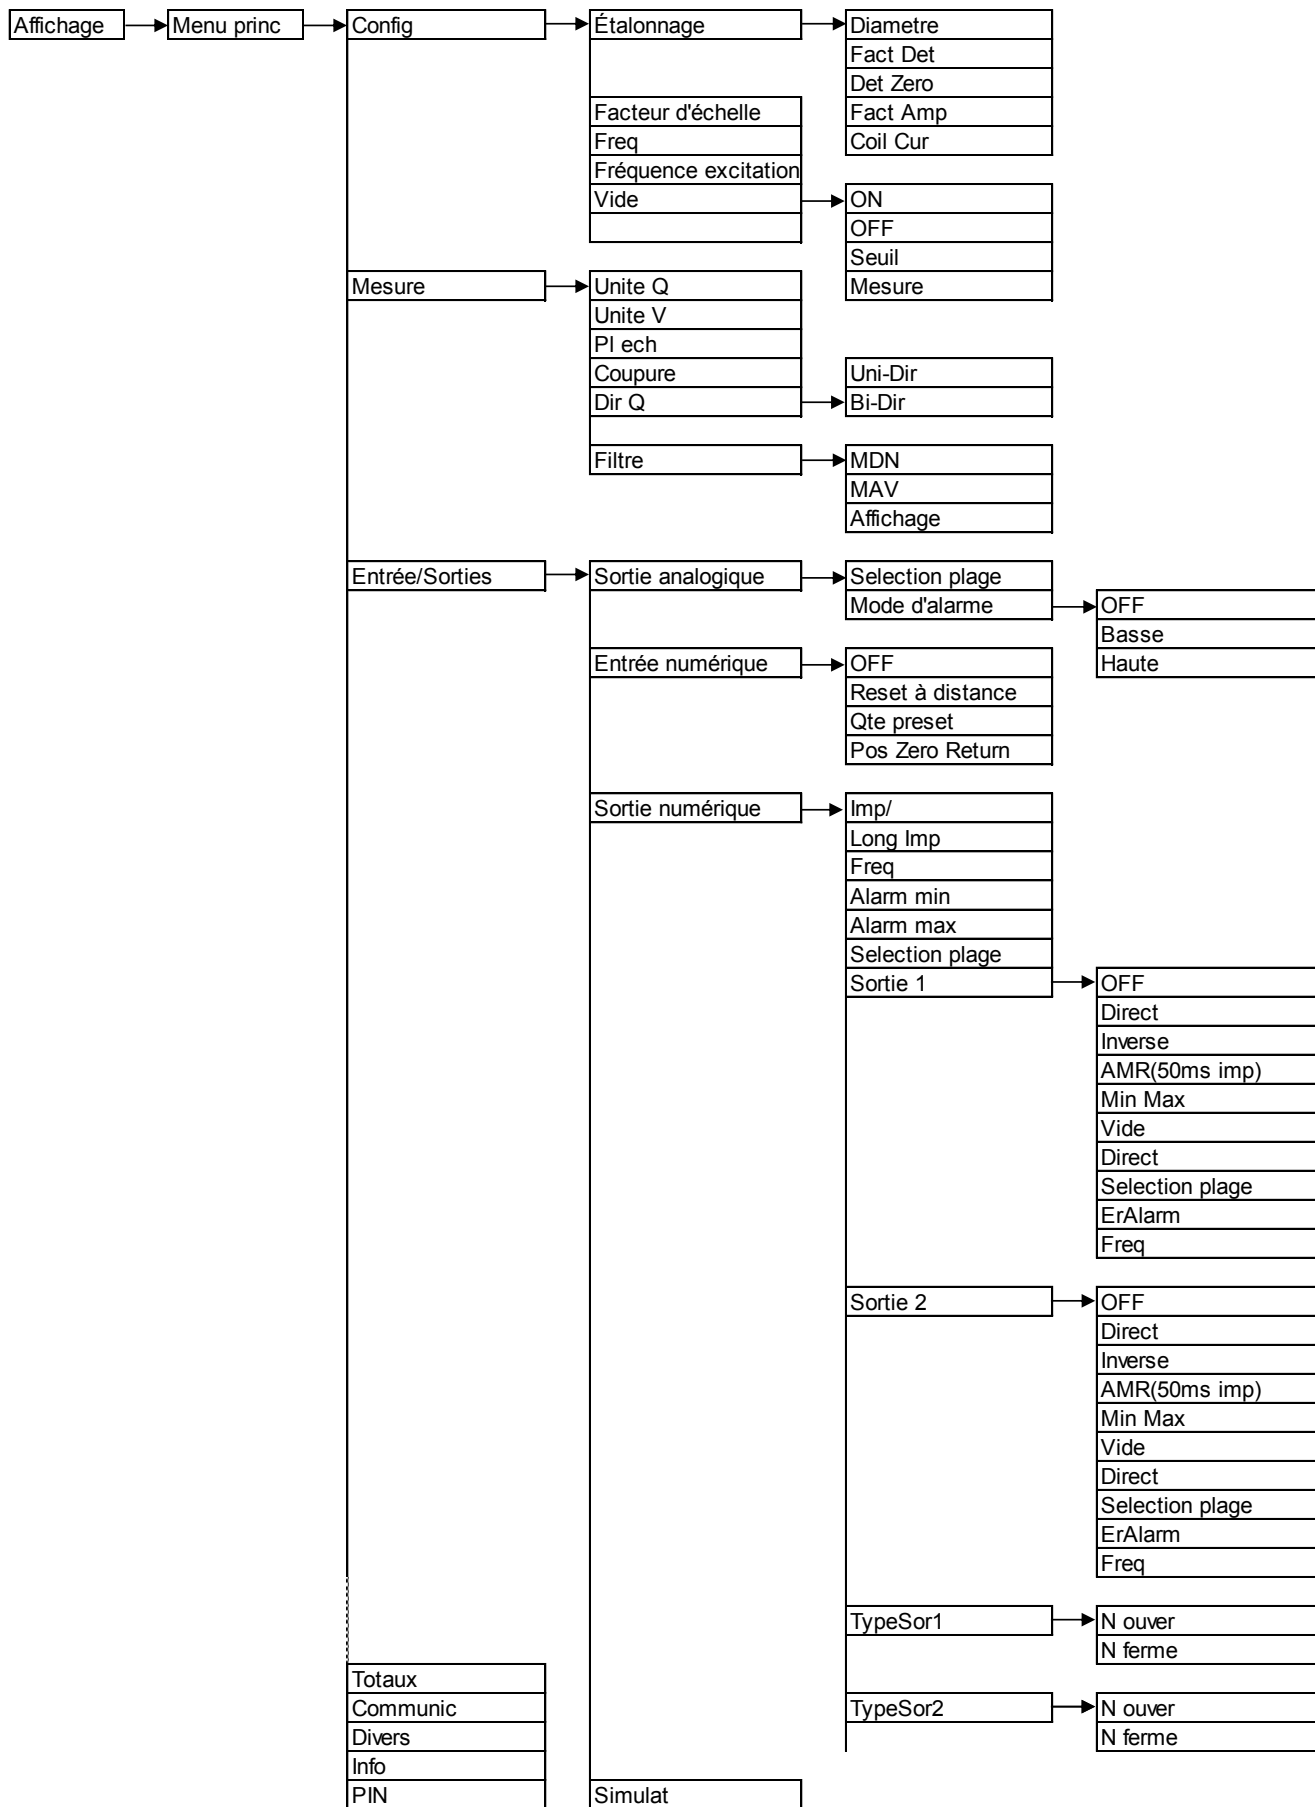 Affichage
Menu princ
Config
Étalonnage
Diametre
Fact Det
Det Zero
Facteur d'échelle
Fact Amp
Freq
Coil Cur
Fréquence excitation
Vide
ON
OFF
Seuil
Mesure
Unite Q
Mesure
Unite V
Pl ech
Coupure
Uni-Dir
Dir Q
Bi-Dir
Filtre
MDN
MAV
Affichage
Entrée/Sorties
Sortie analogique
Selection plage
Mode d'alarme
OFF
Basse
Entrée numérique
OFF
Haute
Reset à distance
Qte preset
Pos Zero Return
Sortie numérique
Imp/
Long Imp
Freq
Alarm min
Alarm max
Selection plage
Sortie 1
OFF
Direct
Inverse
AMR(50ms imp)
Min Max
Vide
Direct
Selection plage
ErAlarm
Freq
Sortie 2
OFF
Direct
Inverse
AMR(50ms imp)
Min Max
Vide
Direct
Selection plage
ErAlarm
Freq
TypeSor1
N ouver
N ferme
Totaux
Communic
TypeSor2
N ouver
Divers
N ferme
Info
PIN
Simulat